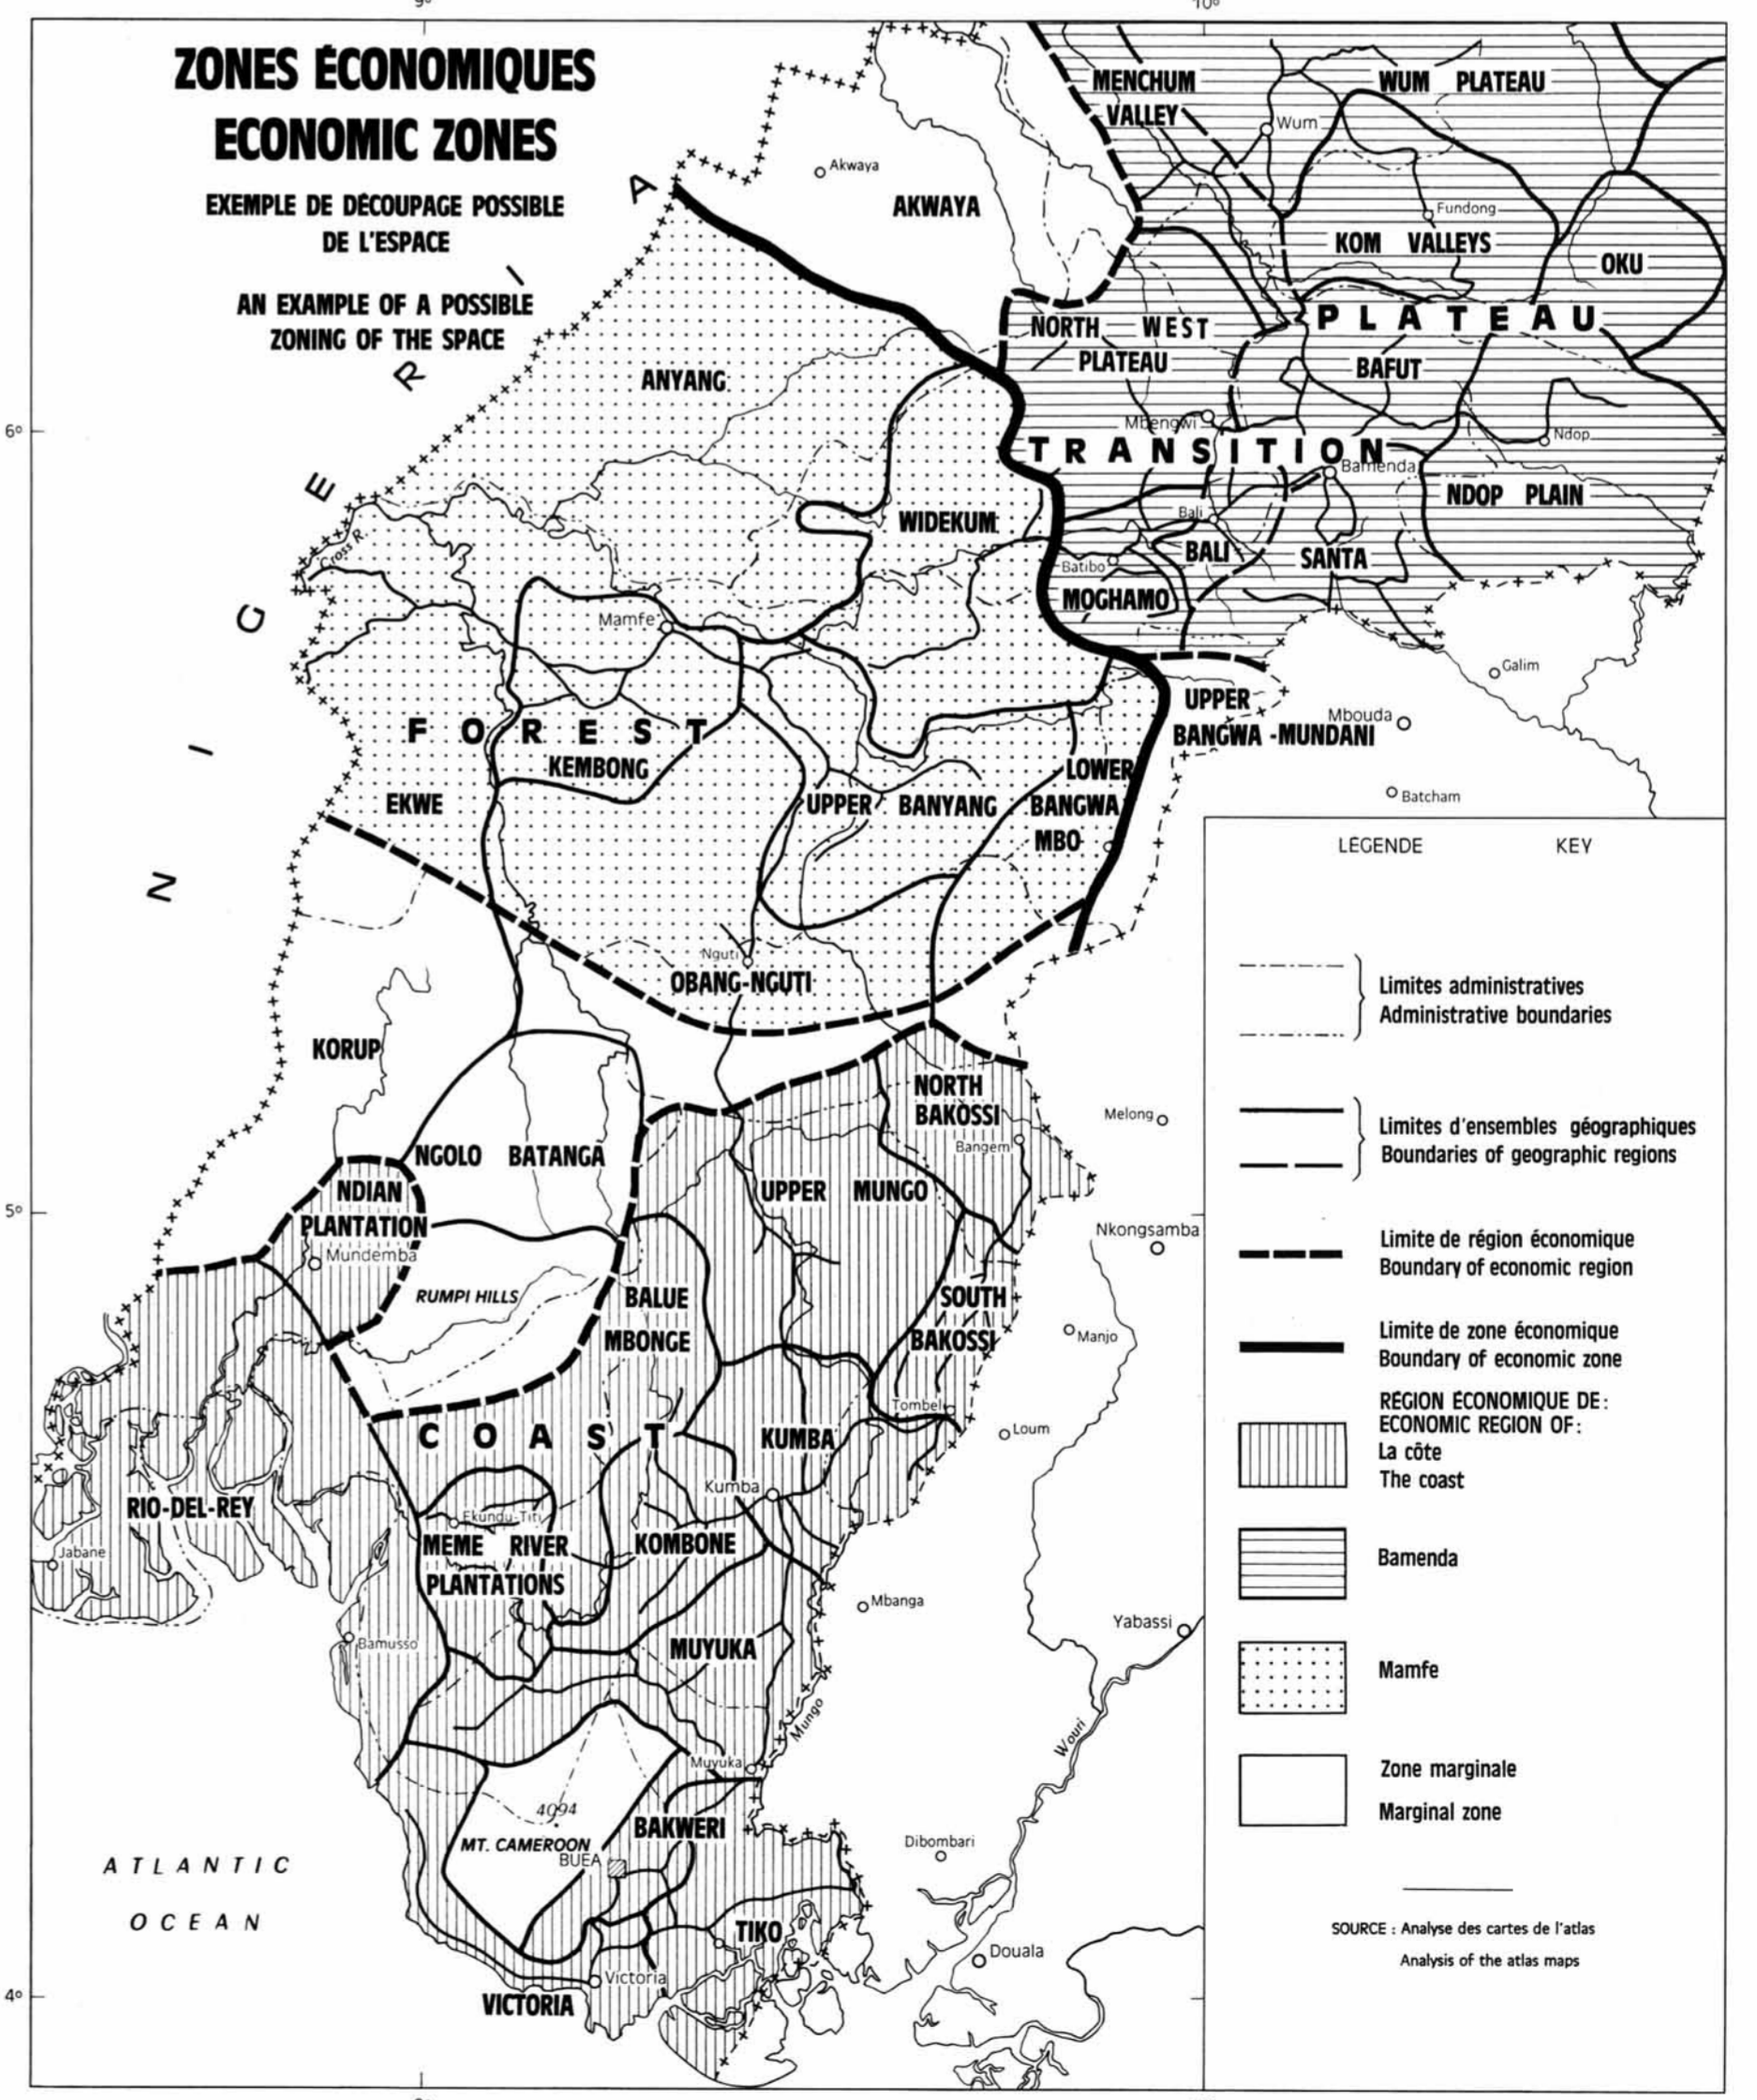 9°
10°
ZONES ÉCONOMIQUES
ECONOMIC ZONES
EXEMPLE DE DÉCOUPAGE POSSIBLE
DE L'ESPACE
AN EXAMPLE OF A POSSIBLE
ZONING OF THE SPACE
NIGERIA
MENCHUM
VALLEY
WUM PLATEAU
Wum
Akwaya
AKWAYA
Fundong
KOM VALLEYS
OKU
PLATEAU
NORTH WEST
PLATEAU
BAFUT
ANYANG
6°
Mbengwi
TRANSITION
Ndop
Bamenda
NDOP PLAIN
WIDEKUM
Bali
BALI
SANTA
Cross R.
Batibo
MOGHAMO
Mamfe
Galim
UPPER
BANGWA-MUNDANI
Mbouda
FOREST
KEMBONG
LOWER
BANGWA
MBO
EKWE
UPPER BANYANG
Batcham
Nguti
OBANG-NGUTI
KORUP
NORTH
BAKOSSI
Bangem
Melong
NGOLO BATANGA
NDIAN
PLANTATION
Mundemba
UPPER MUNGO
5°
Nkongsamba
RUMPI HILLS
BALUE
MBONGE
SOUTH
BAKOSSI
Manjo
Tombel
Loum
COAST
KUMBA
Kumba
RIO-DEL-REY
Ekundu-Titi
MEME RIVER
PLANTATIONS
KOMBONE
Jabane
Mbanga
Yabassi
Bamusso
MUYUKA
Mungo
Wouri
Muyuka
4094
MT. CAMEROON
BUEA
BAKWERI
Dibombari
ATLANTIC
OCEAN
TIKO
Douala
Victoria
VICTORIA
4°
LÉGENDE KEY
Limites administratives
Administrative boundaries
Limites d'ensembles géographiques
Boundaries of geographic regions
Limite de région économique
Boundary of economic region
Limite de zone économique
Boundary of economic zone
RÉGION ÉCONOMIQUE DE:
ECONOMIC REGION OF:
La côte
The coast
Bamenda
Mamfe
Zone marginale
Marginal zone
SOURCE : Analyse des cartes de l'atlas
Analysis of the atlas maps